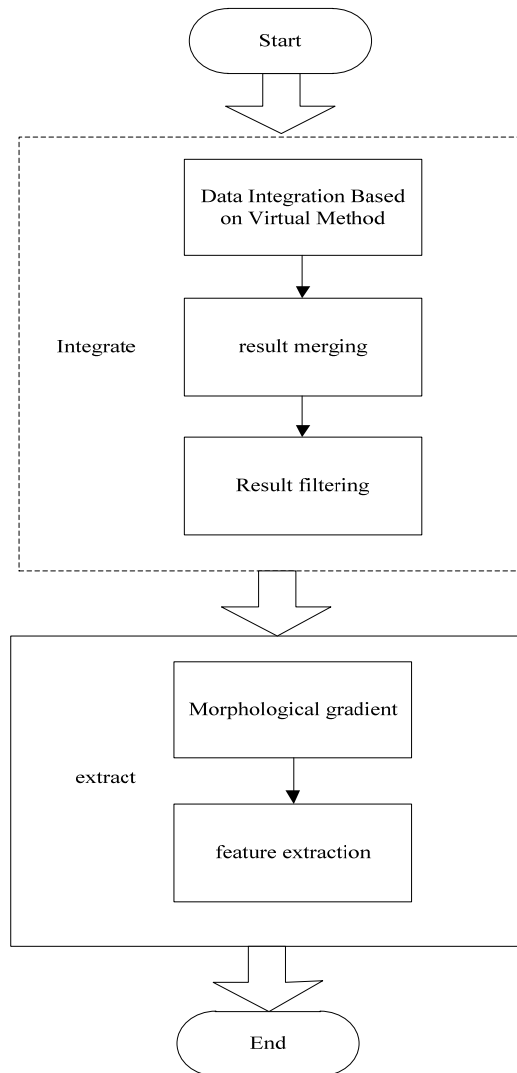 Start
Data Integration Based
on Virtual Method
Integrate
result merging
Result filtering
Morphological gradient
extract
feature extraction
End